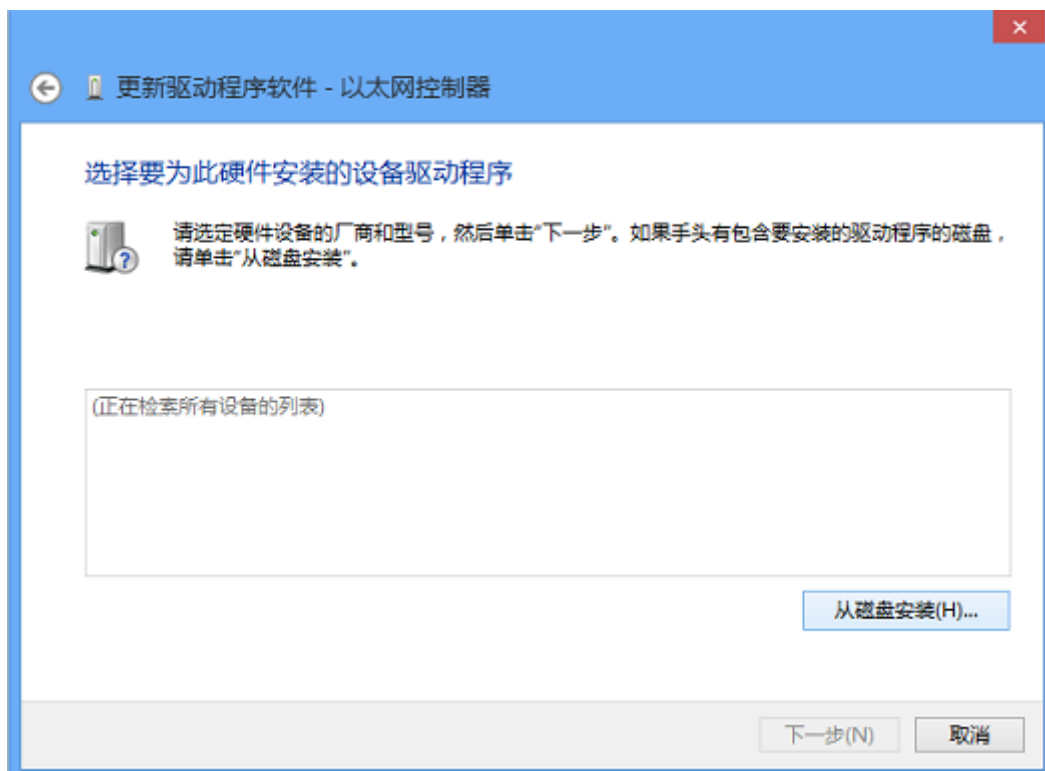 更新驱动程序软件 - 以太网控制器
选择要为此硬件安装的设备驱动程序
请选定硬件设备的厂商和型号，然后单击“下一步”。如果手头有包含要安装的驱动程序的磁盘，
请单击“从磁盘安装”。
(正在检索所有设备的列表)
从磁盘安装(H)...
下一步(N)
取消